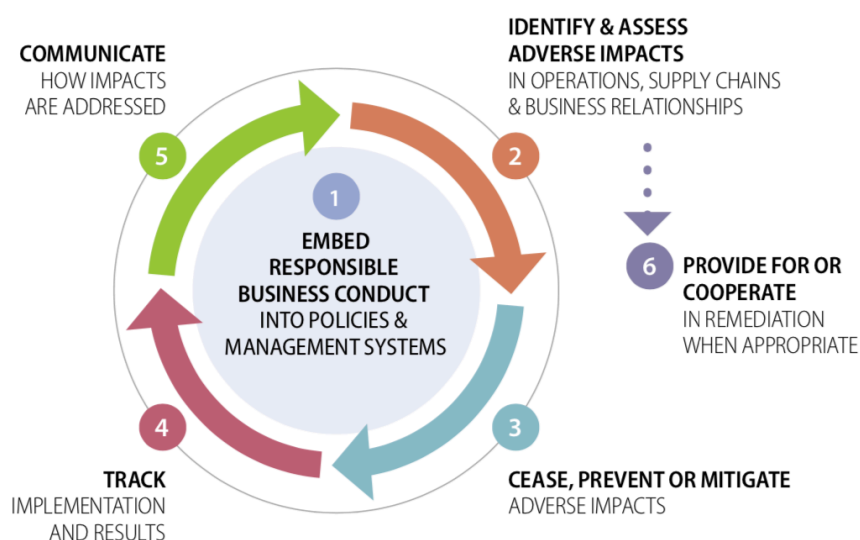 1
EMBED
RESPONSIBLE
BUSINESS CONDUCT
INTO POLICIES &
MANAGEMENT SYSTEMS
2
IDENTIFY & ASSESS
ADVERSE IMPACTS
IN OPERATIONS, SUPPLY CHAINS
& BUSINESS RELATIONSHIPS
3
CEASE, PREVENT OR MITIGATE
ADVERSE IMPACTS
4
TRACK
IMPLEMENTATION
AND RESULTS
5
COMMUNICATE
HOW IMPACTS
ARE ADDRESSED
6
PROVIDE FOR OR
COOPERATE
IN REMEDIATION
WHEN APPROPRIATE